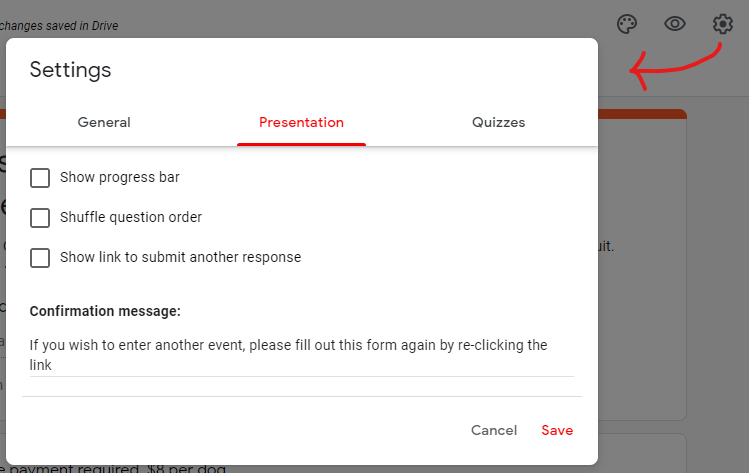 changes saved in Drive
Settings
General Presentation Quizzes
Show progress bar
Shuffle question order
Show link to submit another response
uit.
Confirmation message:
If you wish to enter another event, please fill out this form again by re-clicking the
link
Cancel Save
payment required. $8 per dog